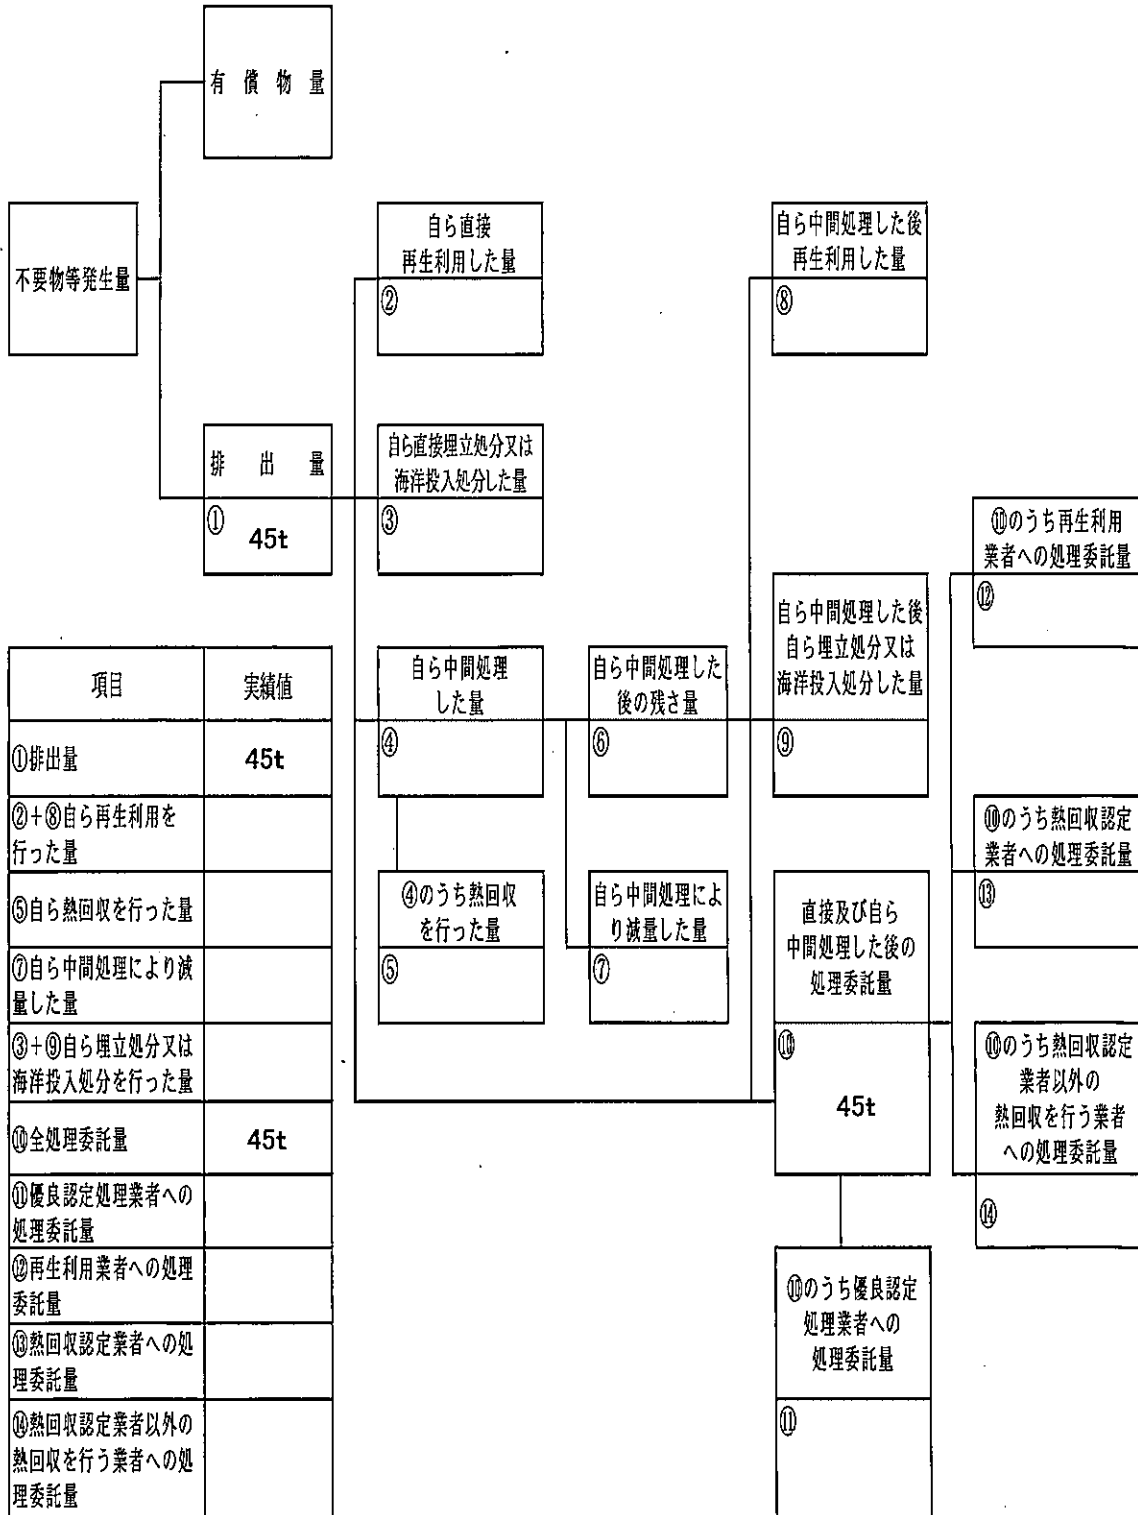 有償物量
不要物等発生量
自ら直接
再生利用した量
②
自ら中間処理した後
再生利用した量
⑧
排出量
①
45t
自ら直接埋立処分又は
海洋投入処分した量
③
⑩のうち再生利用
業者への処理委託量
⑫
自ら中間処理した後
自ら埋立処分又は
海洋投入処分した量
⑨
自ら中間処理
した量
④
自ら中間処理した
後の残さ量
⑥
④のうち熱回収
を行った量
⑤
自ら中間処理によ
り減量した量
⑦
直接及び自ら
中間処理した後の
処理委託量
⑩
45t
⑩のうち熱回収認定
業者への処理委託量
⑬
⑩のうち熱回収認定
業者以外の
熱回収を行う業者
への処理委託量
⑭
⑩のうち優良認定
処理業者への
処理委託量
⑪
項目 実績値
①排出量 45t
②+⑧自ら再生利用を
行った量
⑤自ら熱回収を行った量
⑦自ら中間処理により減
量した量
③+⑨自ら埋立処分又は
海洋投入処分を行った量
⑩全処理委託量 45t
⑪優良認定処理業者への
処理委託量
⑫再生利用業者への処理
委託量
⑬熱回収認定業者への処
理委託量
⑭熱回収認定業者以外の
熱回収を行う業者への処
理委託量